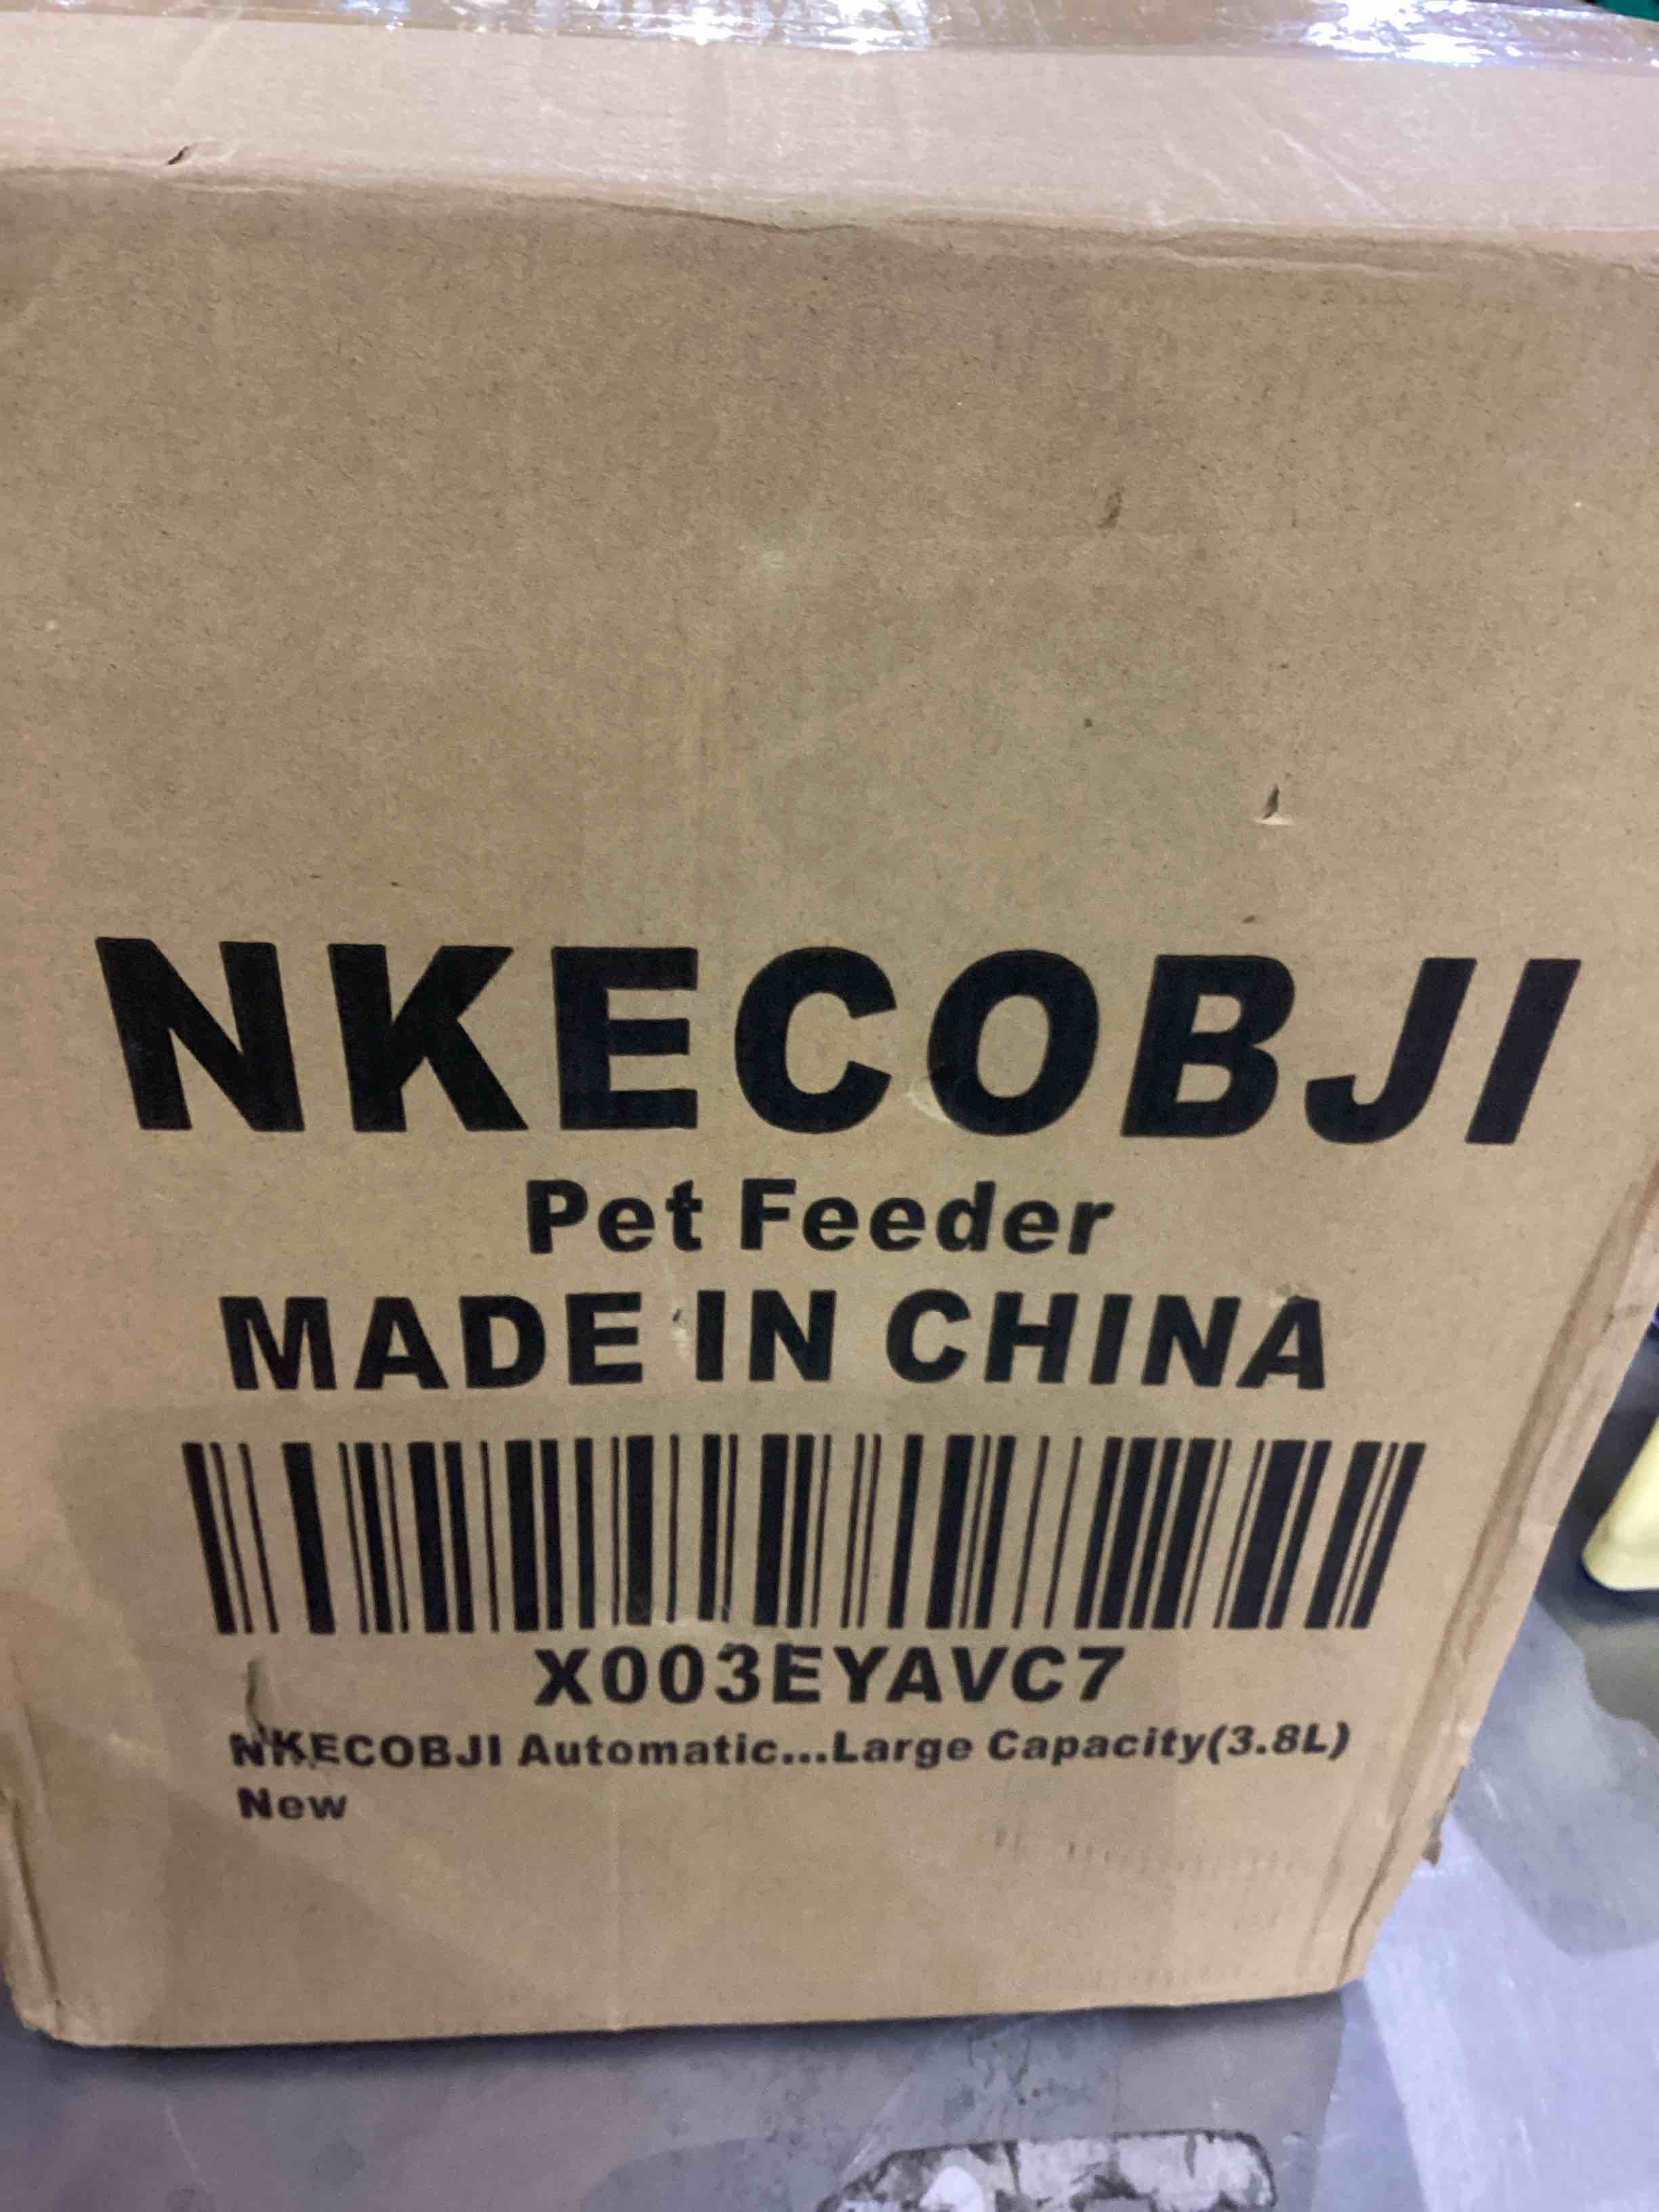 NKECOBJI
Pet Feeder
MADE IN CHINA
X003EYAVC7
NKECOBJI Automatic...Large Capacity(3.8L)
New